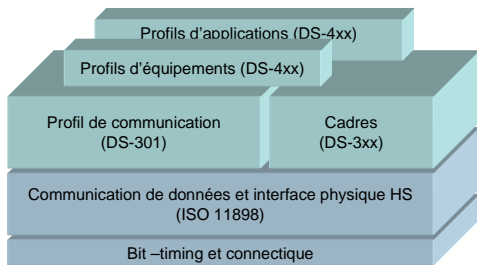 Profils d'applications (DS-4xx)
Profils d'équipements (DS-4xx)
Profil de communication
(DS-301)
Cadres
(DS-3xx)
Communication de données et interface physique HS
(ISO 11898)
Bit –timing et connectique